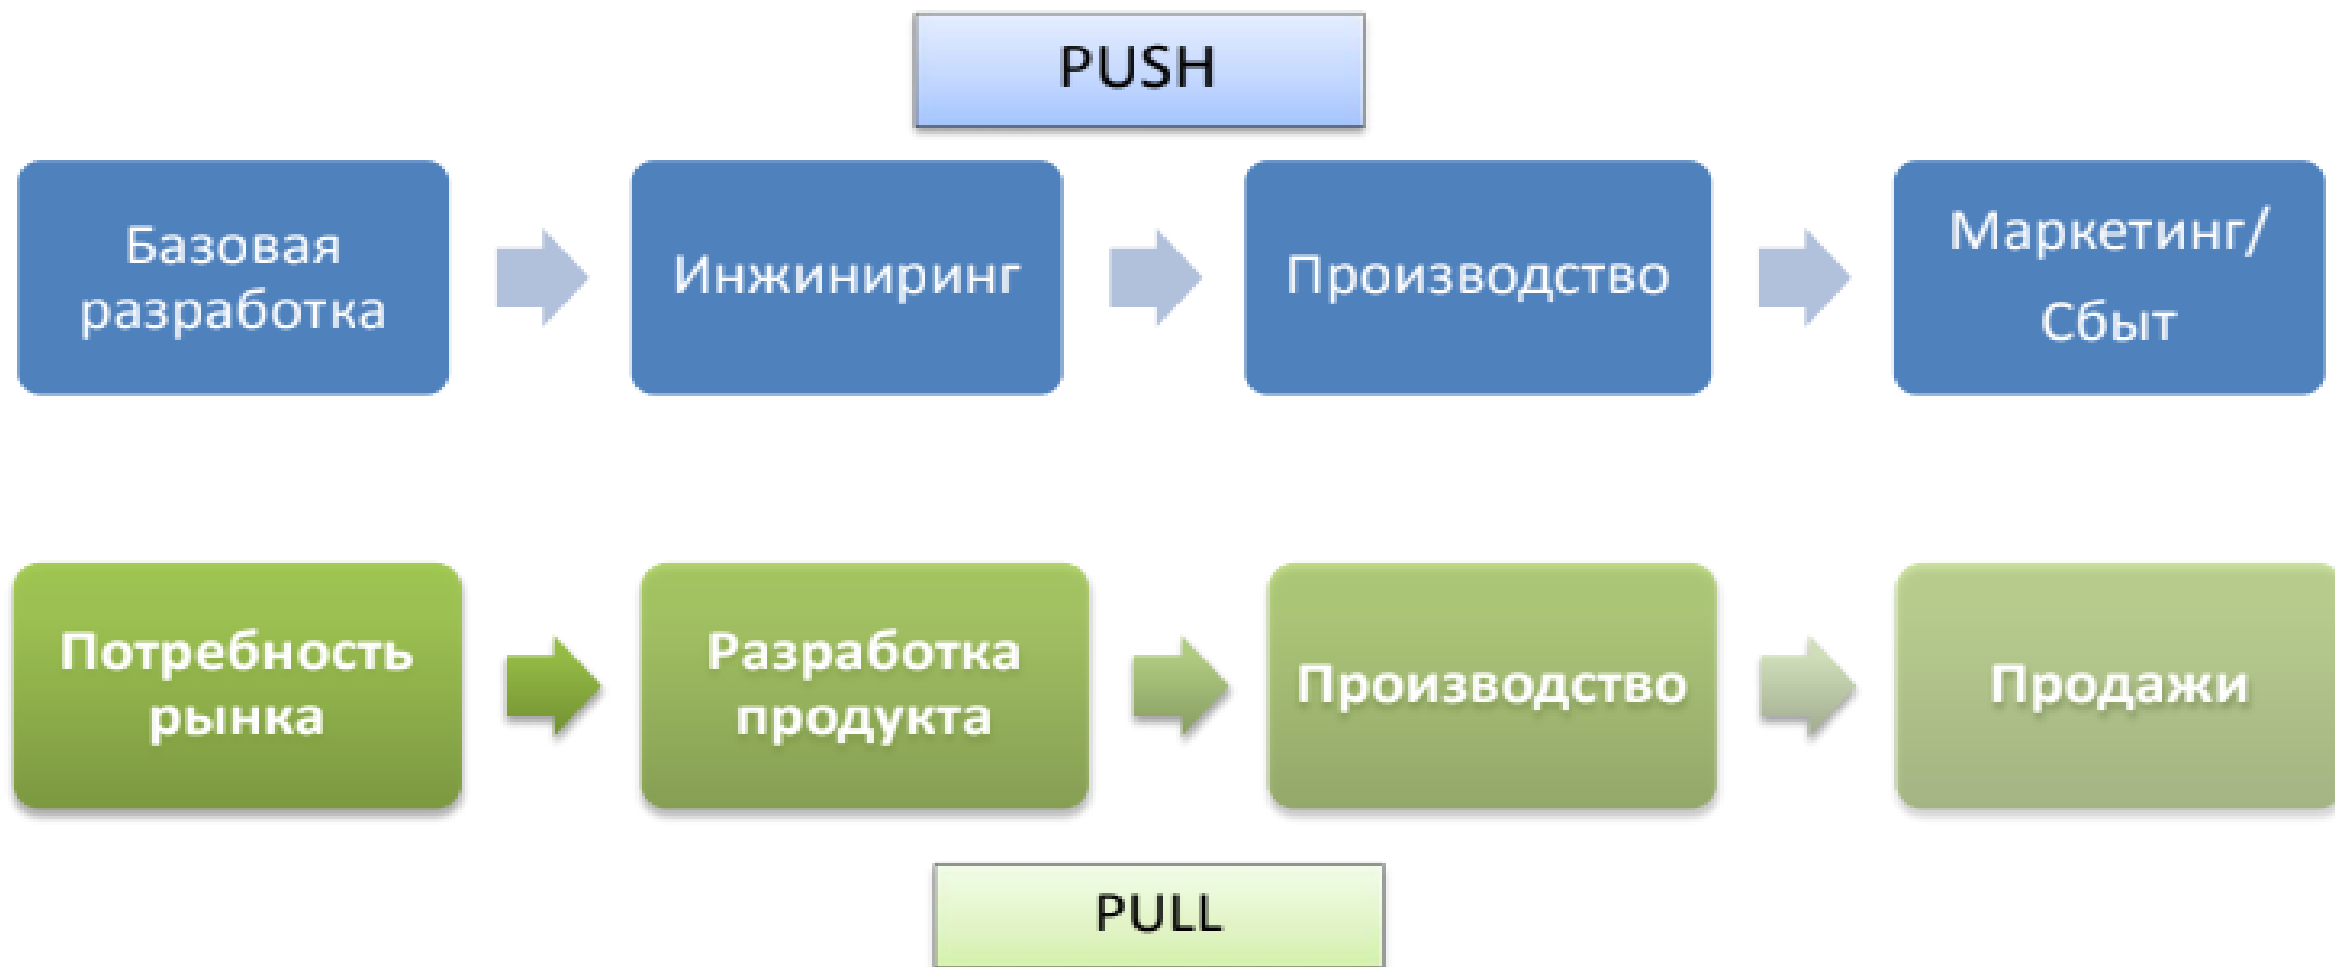 PUSH
Базовая
разработка
Инжиниринг
Производство
Маркетинг/
Сбыт
Потребность
рынка
Разработка
продукта
Производство
Продажи
PULL